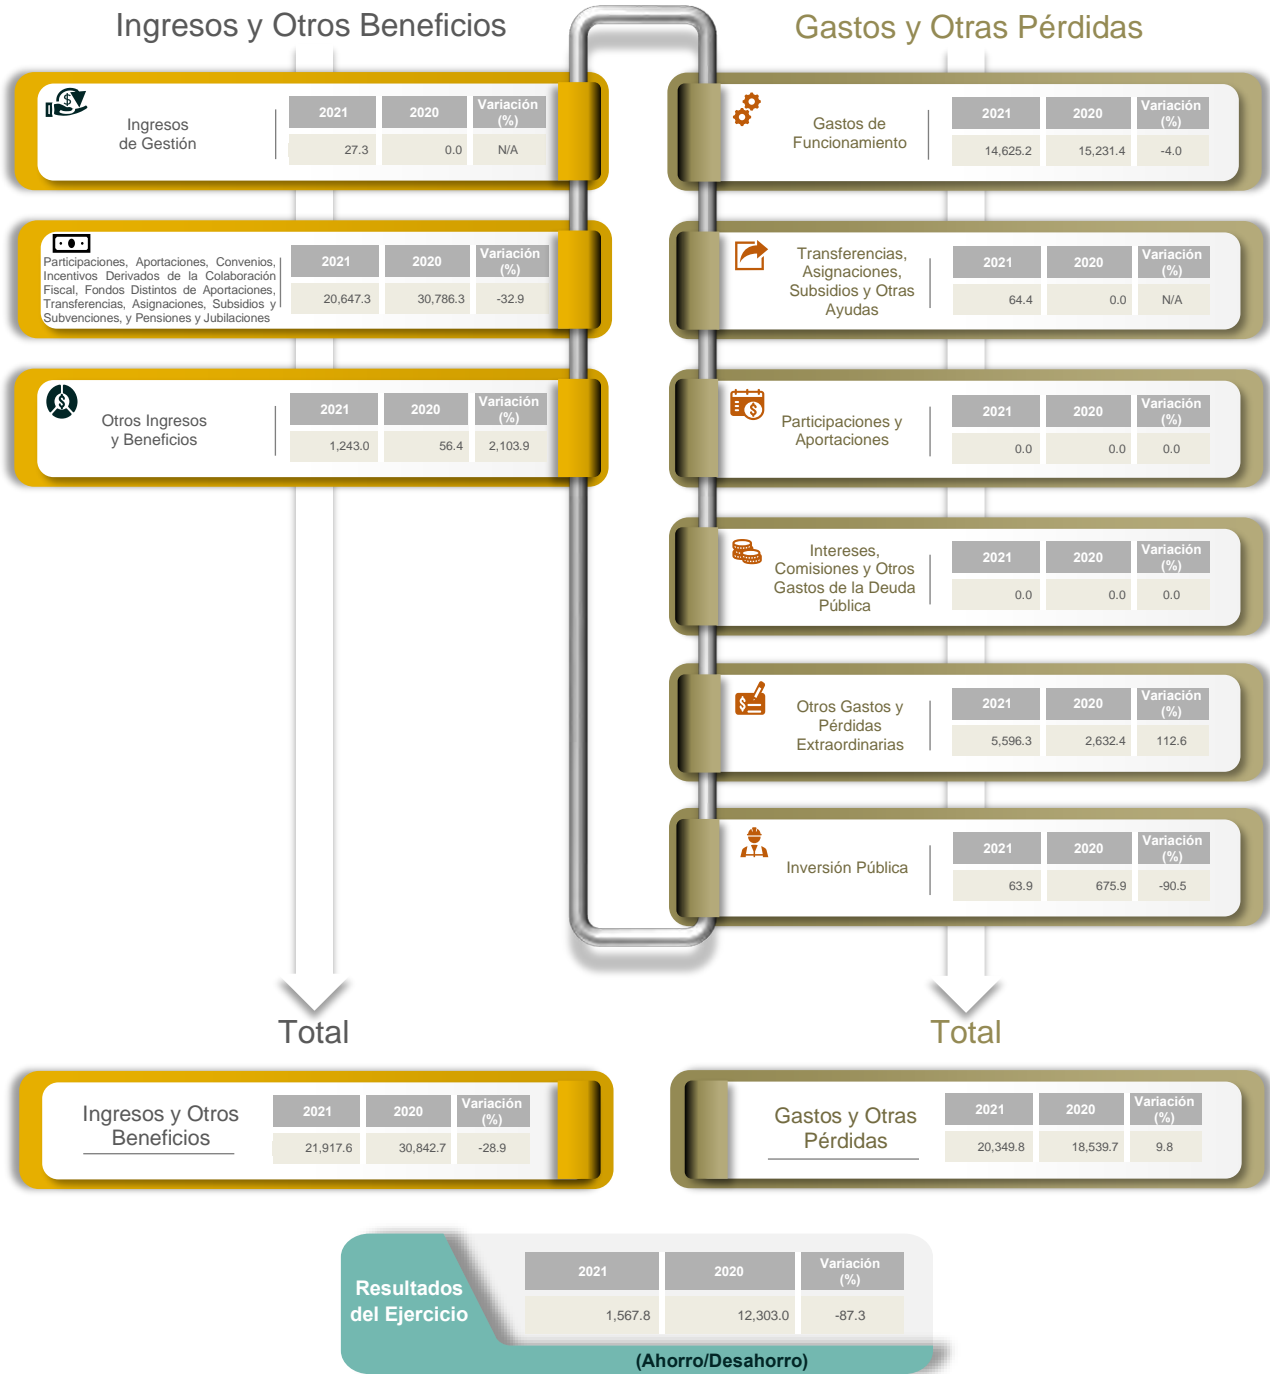 Ingresos y Otros Beneficios
Ingresos
de Gestión
2021 2020 Variación
(%)
27.3 0.0 N/A
Participaciones, Aportaciones, Convenios,
Incentivos Derivados de la Colaboración
Fiscal, Fondos Distintos de Aportaciones,
Transferencias, Asignaciones, Subsidios y
Subvenciones, y Pensiones y Jubilaciones
2021 2020 Variación
(%)
20,647.3 30,786.3 -32.9
Otros Ingresos
y Beneficios
2021 2020 Variación
(%)
1,243.0 56.4 2,103.9
Gastos y Otras Pérdidas
Gastos de
Funcionamiento
2021 2020 Variación
(%)
14,625.2 15,231.4 -4.0
Transferencias,
Asignaciones,
Subsidios y Otras
Ayudas
2021 2020 Variación
(%)
64.4 0.0 N/A
Participaciones y
Aportaciones
2021 2020 Variación
(%)
0.0 0.0 0.0
Intereses,
Comisiones y Otros
Gastos de la Deuda
Pública
2021 2020 Variación
(%)
0.0 0.0 0.0
Otros Gastos y
Pérdidas
Extraordinarias
2021 2020 Variación
(%)
5,596.3 2,632.4 112.6
Inversión Pública
2021 2020 Variación
(%)
63.9 675.9 -90.5
Total
Ingresos y Otros
Beneficios
2021 2020 Variación
(%)
21,917.6 30,842.7 -28.9
Total
Gastos y Otras
Pérdidas
2021 2020 Variación
(%)
20,349.8 18,539.7 9.8
Resultados
del Ejercicio
2021 2020 Variación
(%)
1,567.8 12,303.0 -87.3
(Ahorro/Desahorro)